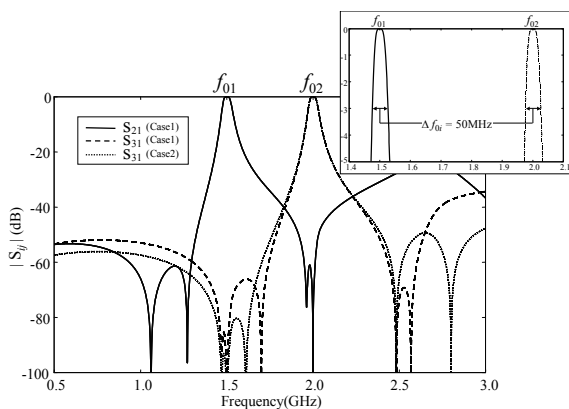 f01 f02
0
-1
-2
-3
-4
-5
Δf0i = 50MHz
1.4 1.5 1.6 1.7 1.8 1.9 2.0 2.1
f01 f02
S21 (Case1)
S31 (Case1)
S31 (Case2)
|Sij| (dB)
0
-20
-40
-60
-80
-100
0.5 1.0 1.5 2.0 2.5 3.0
Frequency(GHz)